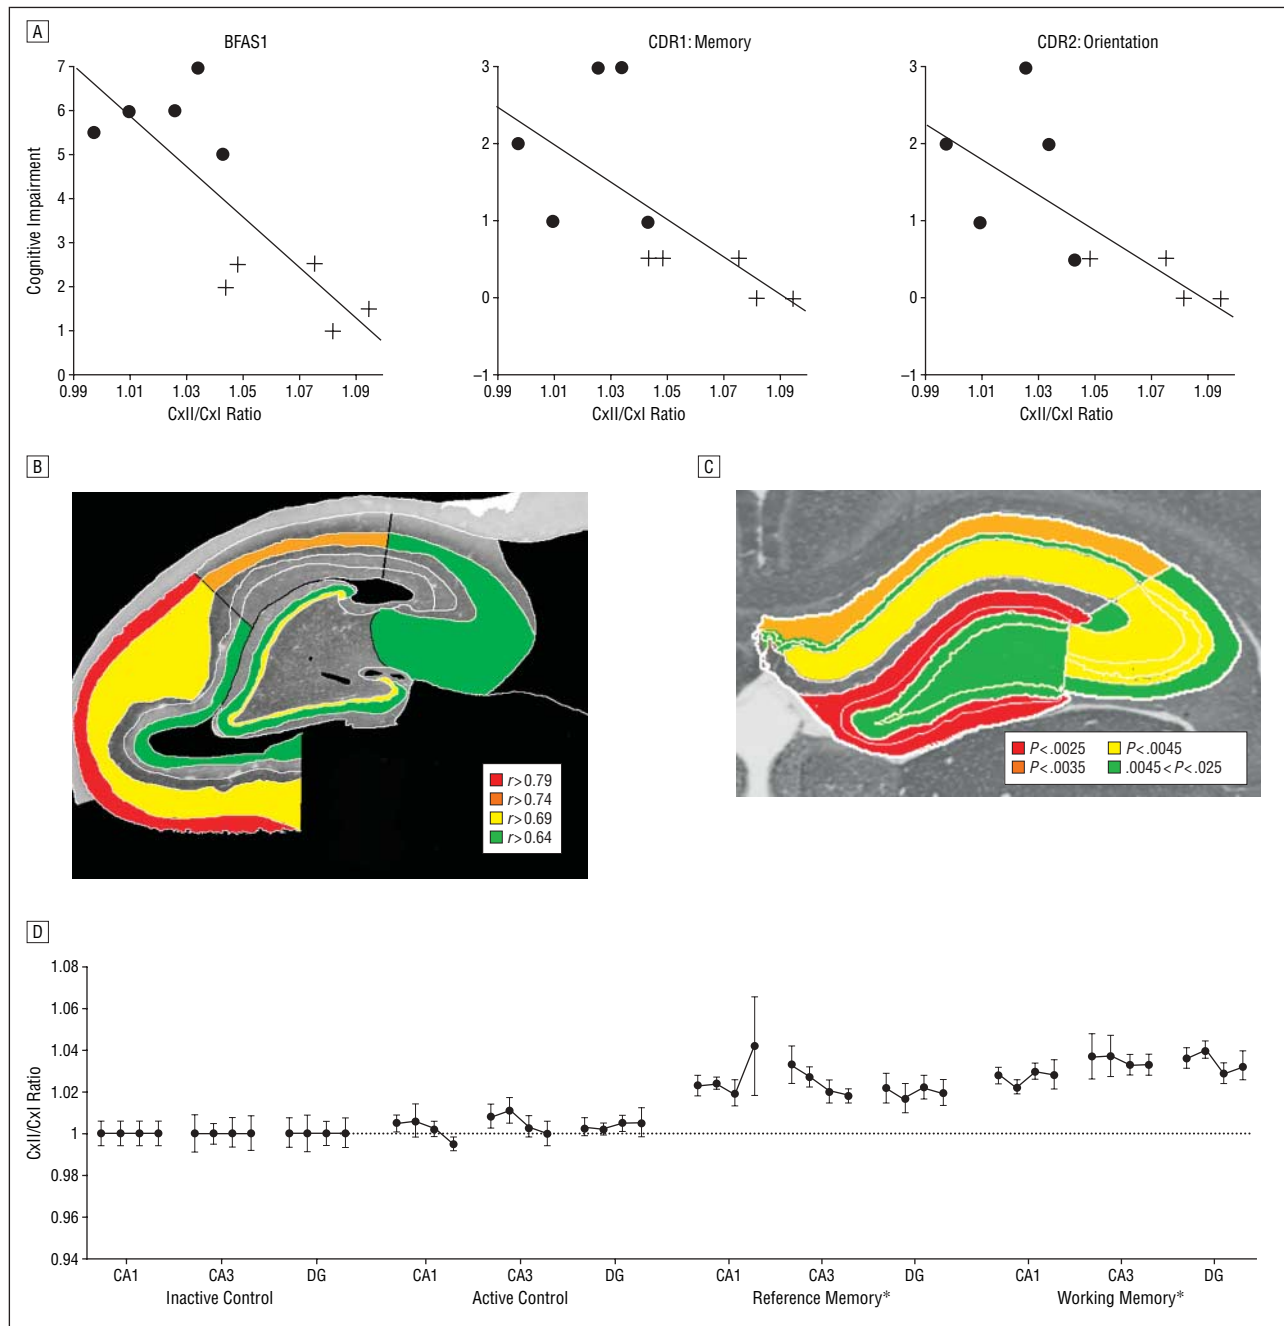 A
BFAS1
CDR1: Memory
CDR2: Orientation
Cognitive Impairment
7
6
5
4
3
2
1
0
0.99 1.01 1.03 1.05 1.07 1.09
CxII/CxI Ratio
3
2
1
0
–1
0.99 1.01 1.03 1.05 1.07 1.09
CxII/CxI Ratio
3
2
1
0
–1
0.99 1.01 1.03 1.05 1.07 1.09
CxII/CxI Ratio
B
r > 0.79
r > 0.74
r > 0.69
r > 0.64
C
P < .0025 P < .0045
P < .0035 .0045 < P < .025
D
CxII/CxI Ratio
1.08
1.06
1.04
1.02
1
0.98
0.96
0.94
CA1 CA3 DG CA1 CA3 DG CA1 CA3 DG CA1 CA3 DG
Inactive Control Active Control Reference Memory* Working Memory*